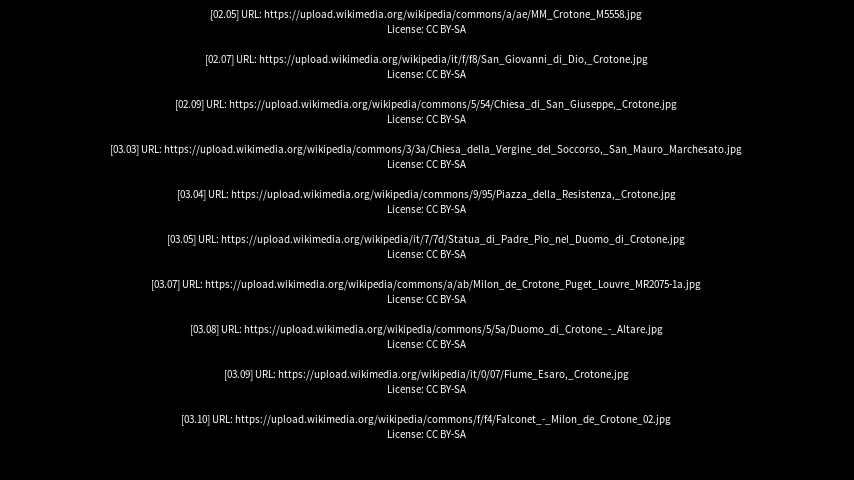 [02.05] URL: https://upload.wikimedia.org/wikipedia/commons/a/ae/MM_Crotone_M5558.jpg
License: CC BY-SA
[02.07] URL: https://upload.wikimedia.org/wikipedia/it/f/f8/San_Giovanni_di_Dio,_Crotone.jpg
License: CC BY-SA
[02.09] URL: https://upload.wikimedia.org/wikipedia/commons/5/54/Chiesa_di_San_Giuseppe,_Crotone.jpg
License: CC BY-SA
[03.03] URL: https://upload.wikimedia.org/wikipedia/commons/3/3a/Chiesa_della_Vergine_del_Soccorso,_San_Mauro_Marchesato.jpg
License: CC BY-SA
[03.04] URL: https://upload.wikimedia.org/wikipedia/commons/9/95/Piazza_della_Resistenza,_Crotone.jpg
License: CC BY-SA
[03.05] URL: https://upload.wikimedia.org/wikipedia/it/7/7d/Statua_di_Padre_Pio_nel_Duomo_di_Crotone.jpg
License: CC BY-SA
[03.07] URL: https://upload.wikimedia.org/wikipedia/commons/a/ab/Milon_de_Crotone_Puget_Louvre_MR2075-1a.jpg
License: CC BY-SA
[03.08] URL: https://upload.wikimedia.org/wikipedia/commons/5/5a/Duomo_di_Crotone_-_Altare.jpg
License: CC BY-SA
[03.09] URL: https://upload.wikimedia.org/wikipedia/it/0/07/Fiume_Esaro,_Crotone.jpg
License: CC BY-SA
[03.10] URL: https://upload.wikimedia.org/wikipedia/commons/f/f4/Falconet_-_Milon_de_Crotone_02.jpg
License: CC BY-SA